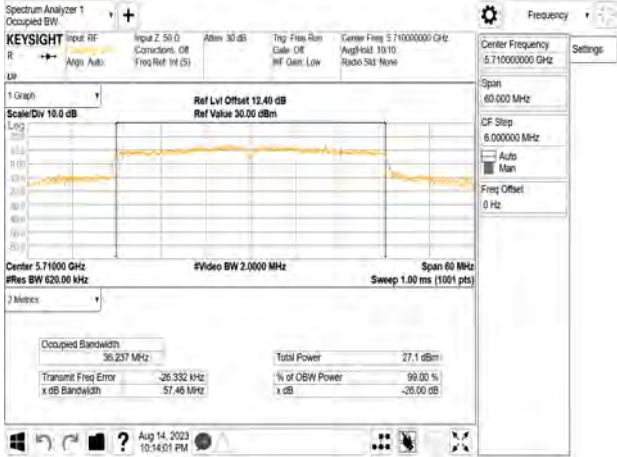 Spectrum Analyzer 1
Occupied BW
+
Frequency
KEYSIGHT
R
Input: RF
Align: Auto
Input Z: 50 Ω
Corrections: Off
Freq Ref: Int (S)
Atten: 30 dB
Trig: Free Run
Gate: Off
#IF Gain: Low
Center Freq: 5.710000000 GHz
Avg|Hold: 10/10
Radio Std: None
Center Frequency
5.710000000 GHz
Settings
Span
60.000 MHz
CF Step
6.000000 MHz
Auto
Man
Freq Offset
0 Hz
1 Graph
Scale/Div 10.0 dB
Ref Lvl Offset 12.40 dB
Ref Value 30.00 dBm
Log
Center 5.71000 GHz
#Res BW 620.00 kHz
#Video BW 2.0000 MHz
Span 60 MHz
Sweep 1.00 ms (1001 pts)
2 Metrics
Occupied Bandwidth
36.237 MHz
Total Power
27.1 dBm
Transmit Freq Error
-26.332 kHz
% of OBW Power
99.00 %
x dB Bandwidth
57.46 MHz
x dB
-26.00 dB
?
Aug 14, 2023
10:14:01 PM